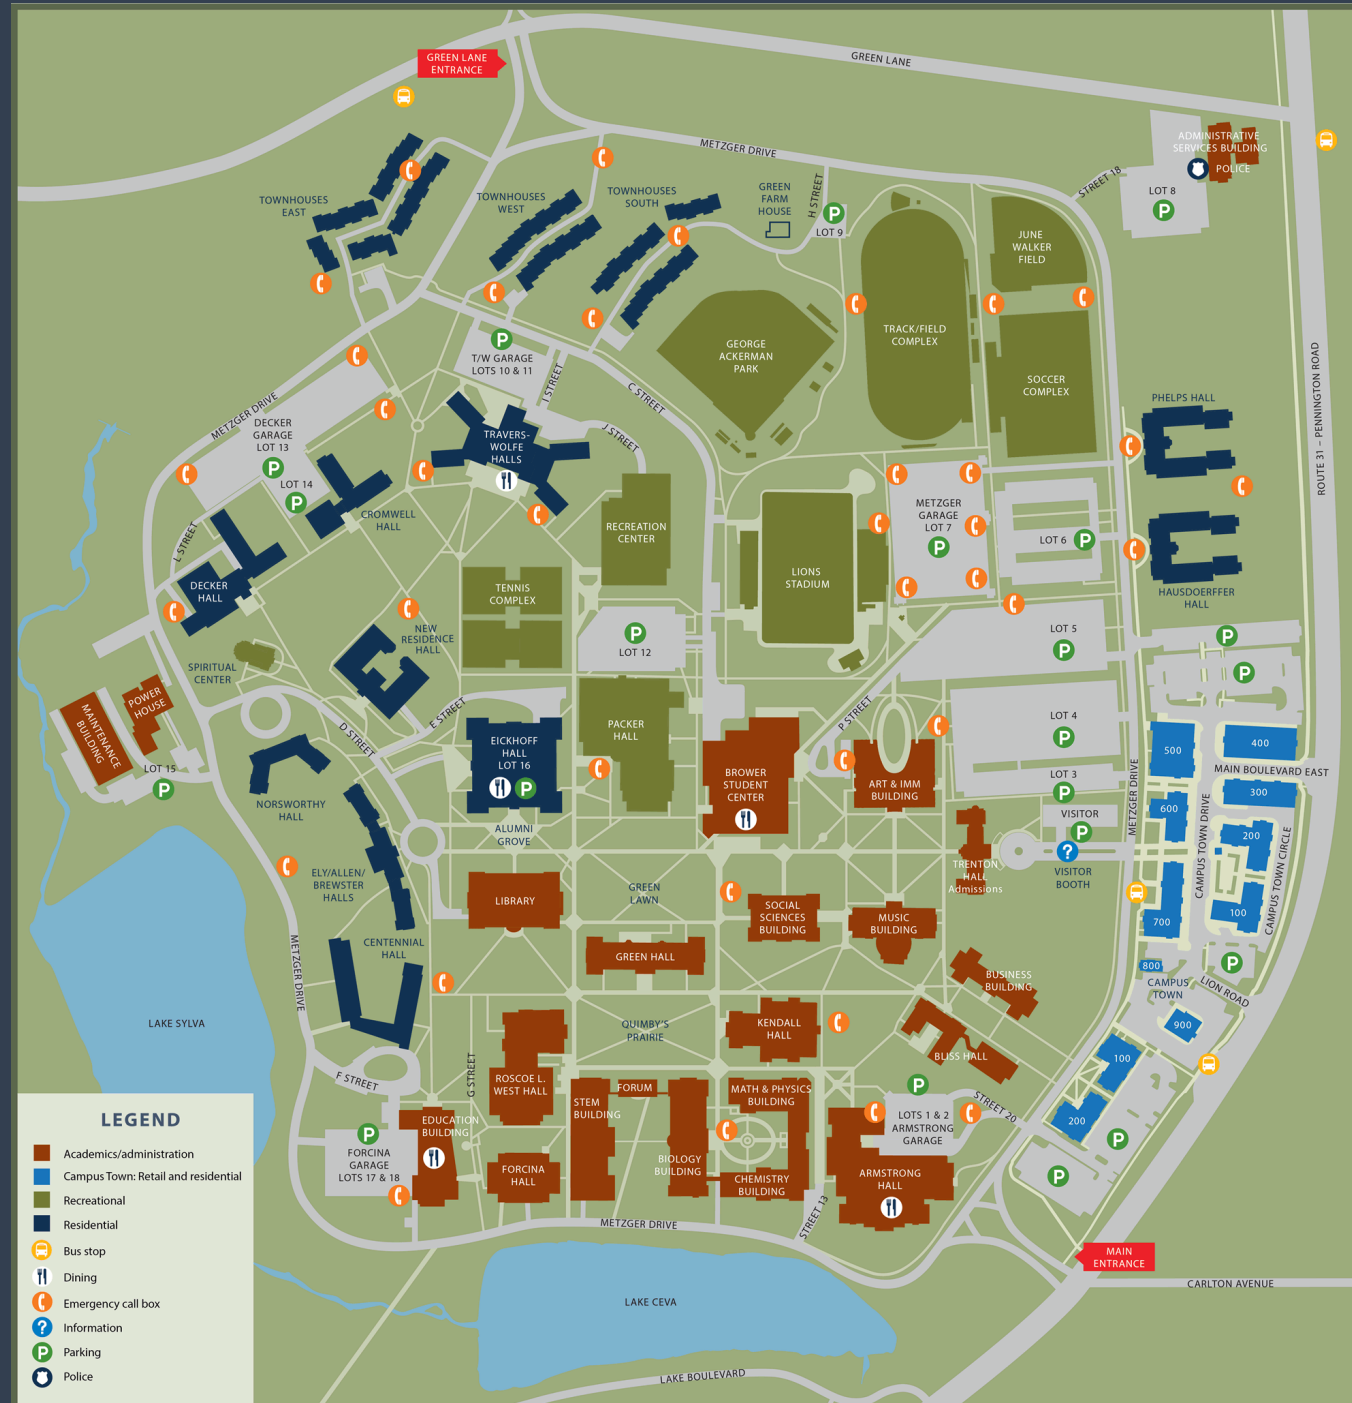 GREEN LANE
ENTRANCE
GREEN LANE
METZGER DRIVE
ADMINISTRATIVE
SERVICES BUILDING
POLICE
STREET 18
LOT 8
P
TOWNHOUSES
EAST
TOWNHOUSES
WEST
TOWNHOUSES
SOUTH
GREEN
FARM
HOUSE
H STREET
P
LOT 9
JUNE
WALKER
FIELD
TRACK/FIELD
COMPLEX
SOCCER
COMPLEX
GEORGE
ACKERMAN
PARK
P
T/W GARAGE
LOTS 10 & 11
I STREET
C STREET
J STREET
METZGER DRIVE
DECKER
GARAGE
LOT 13
P
LOT 14
P
TRAVERS-
WOLFE
HALLS
CROMWELL
HALL
L STREET
DECKER
HALL
RECREATION
CENTER
TENNIS
COMPLEX
LIONS
STADIUM
METZGER
GARAGE
LOT 7
P
LOT 6
P
PHELPS HALL
HAUSDOERFFER
HALL
ROUTE 31 – PENNINGTON ROAD
NEW
RESIDENCE
HALL
SPIRITUAL
CENTER
P
LOT 12
LOT 5
P
P
P
MAINTENANCE
BUILDING
POWER
HOUSE
LOT 15
P
D STREET
E STREET
EICKHOFF
HALL
LOT 16
P
ALUMNI
GROVE
PACKER
HALL
BROWER
STUDENT
CENTER
P STREET
ART & IMM
BUILDING
LOT 4
P
LOT 3
P
VISITOR
P
?
VISITOR
BOOTH
METZGER DRIVE
500
400
MAIN BOULEVARD EAST
300
600
200
CAMPUS TOWN DRIVE
CAMPUS TOWN CIRCLE
700
100
P
800
CAMPUS
TOWN
LION ROAD
900
100
200
P
P
NORSWORTHY
HALL
ELY/ALLEN/
BREWSTER
HALLS
CENTENNIAL
HALL
METZGER DRIVE
LIBRARY
GREEN
LAWN
GREEN HALL
SOCIAL
SCIENCES
BUILDING
MUSIC
BUILDING
TRENTON
HALL
Admissions
BUSINESS
BUILDING
BLISS HALL
LAKE SYLVA
QUIMBY'S
PRAIRIE
KENDALL
HALL
F STREET
G STREET
ROSCOE L.
WEST HALL
STEM
BUILDING
FORUM
MATH & PHYSICS
BUILDING
BIOLOGY
BUILDING
CHEMISTRY
BUILDING
P
LOTS 1 & 2
ARMSTRONG
GARAGE
STREET 20
EDUCATION
BUILDING
P
FORCINA
GARAGE
LOTS 17 & 18
FORCINA
HALL
ARMSTRONG
HALL
STREET 13
METZGER DRIVE
MAIN
ENTRANCE
CARLTON AVENUE
LAKE CEVA
LAKE BOULEVARD
LEGEND
Academics/administration
Campus Town: Retail and residential
Recreational
Residential
Bus stop
Dining
Emergency call box
? Information
P Parking
Police